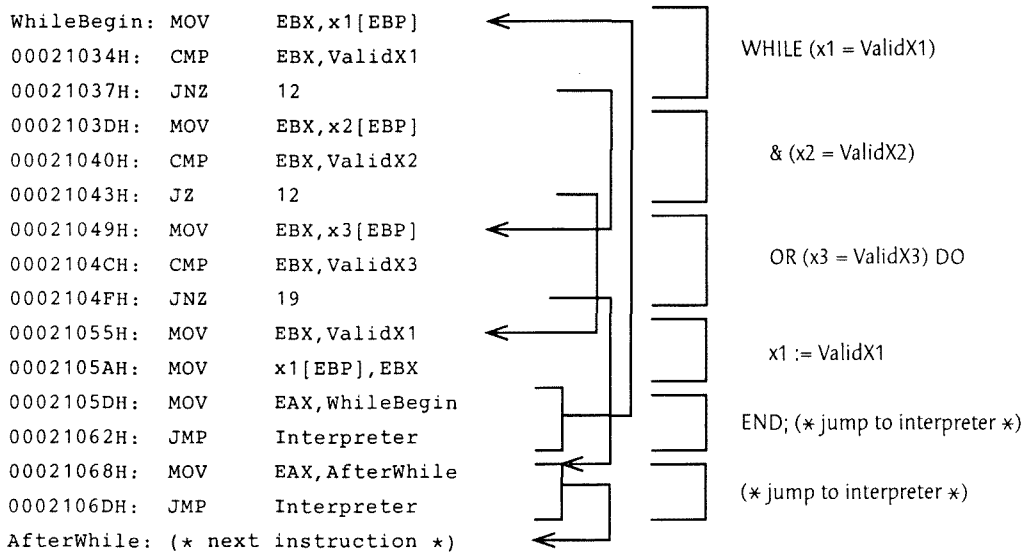 WhileBegin: MOV EBX,x1[EBP]
00021034H: CMP EBX,ValidX1
00021037H: JNZ 12
0002103DH: MOV EBX,x2[EBP]
00021040H: CMP EBX,ValidX2
00021043H: JZ 12
00021049H: MOV EBX,x3[EBP]
0002104CH: CMP EBX,ValidX3
0002104FH: JNZ 19
00021055H: MOV EBX,ValidX1
0002105AH: MOV x1[EBP],EBX
0002105DH: MOV EAX,WhileBegin
00021062H: JMP Interpreter
00021068H: MOV EAX,AfterWhile
0002106DH: JMP Interpreter
AfterWhile: (* next instruction *)
WHILE (x1 = ValidX1)
& (x2 = ValidX2)
OR (x3 = ValidX3) DO
x1 := ValidX1
END; (* jump to interpreter *)
(* jump to interpreter *)